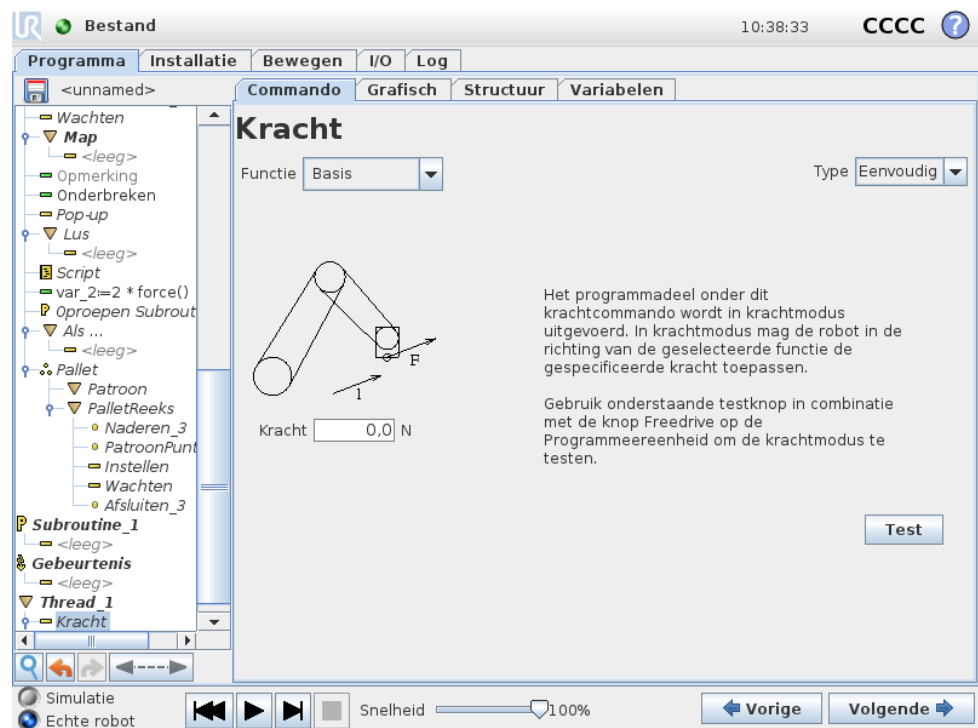 UR Bestand 10:38:33 CCCC ?
Programma Installatie Bewegen I/O Log
<unnamed>
Commando Grafisch Structuur Variabelen
Wachten
Map
<leeg>
Opmerking
Onderbreken
Pop-up
Lus
<leeg>
Script
var_2:=2 * force()
Oproepen Subrout
Als ...
<leeg>
Pallet
Patroon
PalletReeks
Naderen_3
PatroonPunt
Instellen
Wachten
Afsluiten_3
P Subroutine_1
<leeg>
Gebeurtenis
<leeg>
Thread_1
Kracht
Kracht
Functie Basis
Type Eenvoudig
F
1
Kracht 0,0 N
Het programmadeel onder dit
krachtcommando wordt in krachtmodus
uitgevoerd. In krachtmodus mag de robot in de
richting van de geselecteerde functie de
gespecificeerde kracht toepassen.
Gebruik onderstaande testknop in combinatie
met de knop Freedrive op de
Programmeereenheid om de krachtmodus te
testen.
Test
Simulatie
Echte robot
Snelheid 100%
Vorige
Volgende